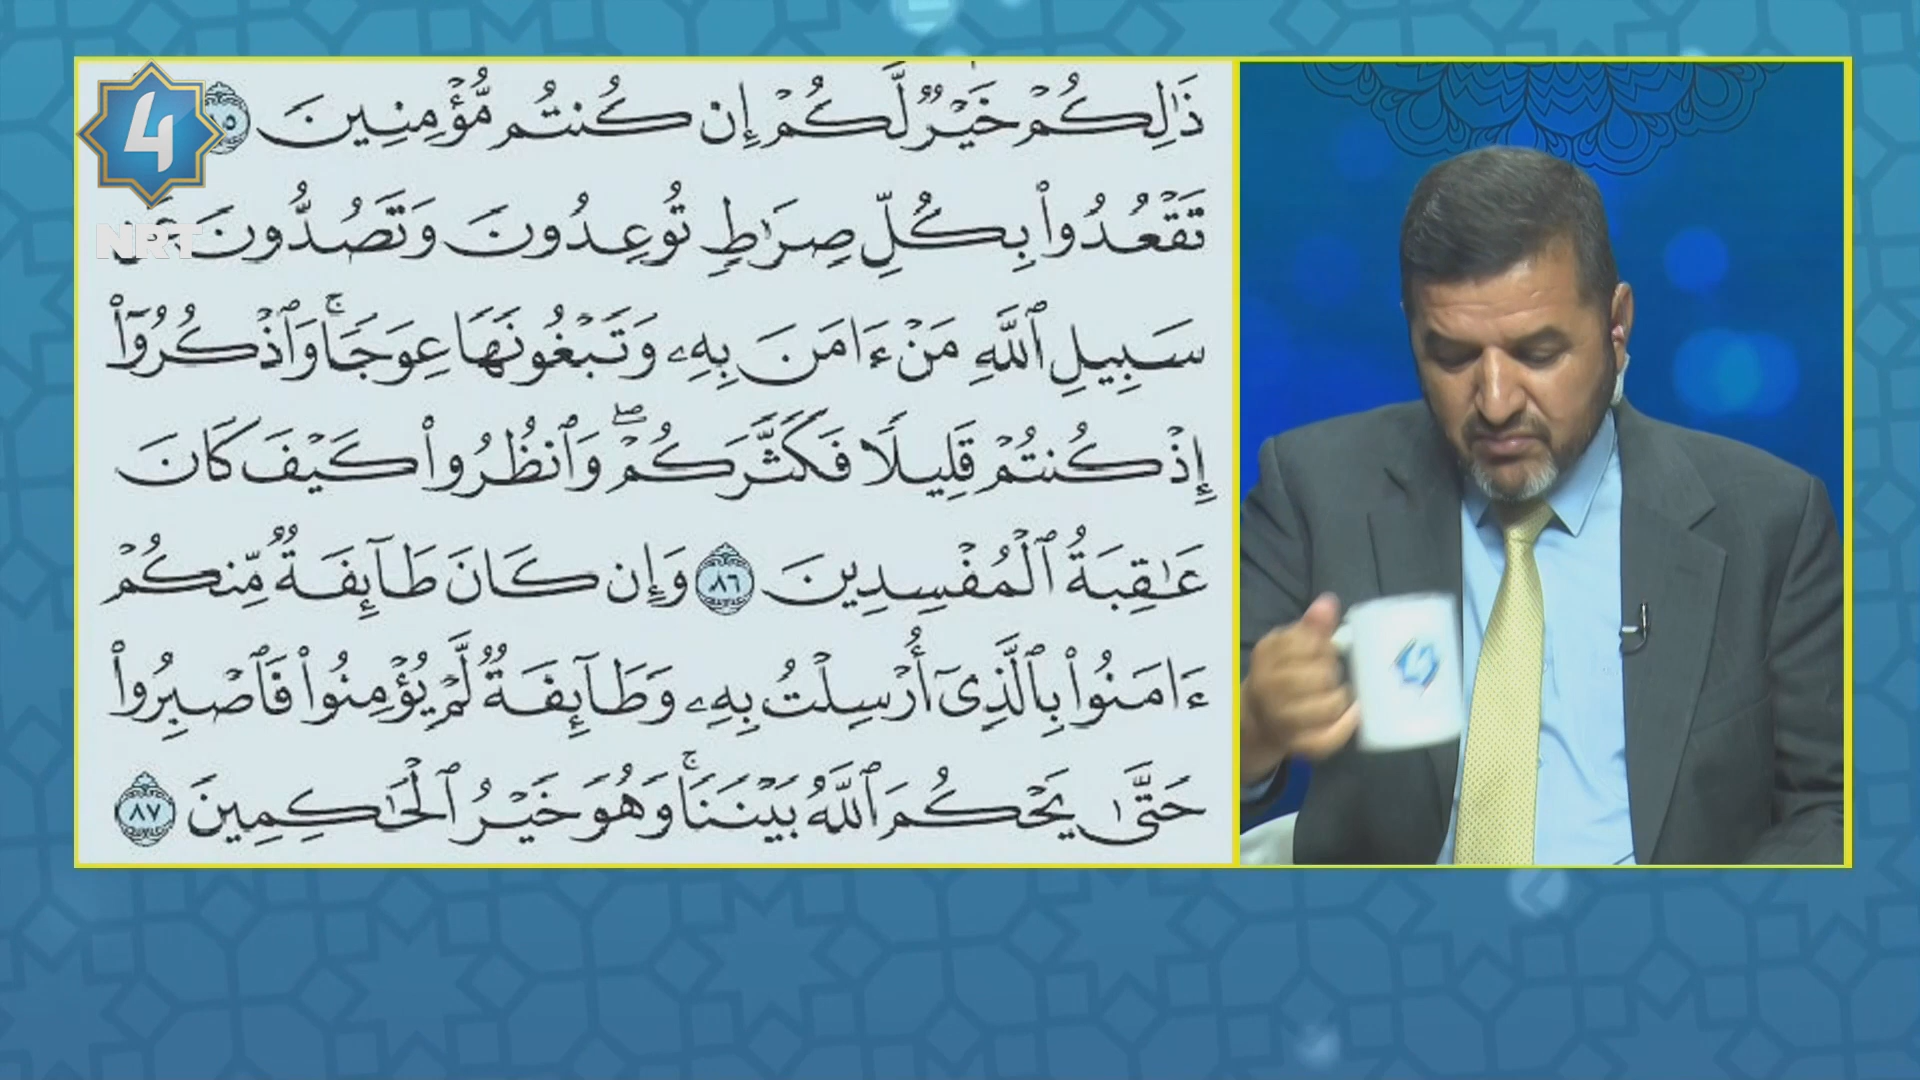 ذَٰلِكُمْ خَيْرٌ لَّكُمْ إِن كُنتُم مُّؤْمِنِينَ
تَقْعُدُوا۟ بِكُلِّ صِرَٰطٍ تُوعِدُونَ وَتَصُدُّونَ
سَبِيلِ ٱللَّهِ مَنْ ءَامَنَ بِهِۦ وَتَبْغُونَهَا عِوَجًا ۚ وَٱذْكُرُوٓا۟
إِذْ كُنتُمْ قَلِيلًا فَكَثَّرَكُمْ ۖ وَٱنظُرُوا۟ كَيْفَ كَانَ
عَٰقِبَةُ ٱلْمُفْسِدِينَ ٨٦ وَإِن كَانَ طَآئِفَةٌ مِّنكُمْ
ءَامَنُوا۟ بِٱلَّذِىٓ أُرْسِلْتُ بِهِۦ وَطَآئِفَةٌ لَّمْ يُؤْمِنُوا۟ فَٱصْبِرُوا۟
حَتَّىٰ يَحْكُمَ ٱللَّهُ بَيْنَنَا ۚ وَهُوَ خَيْرُ ٱلْحَٰكِمِينَ ٨٧
4
NRT